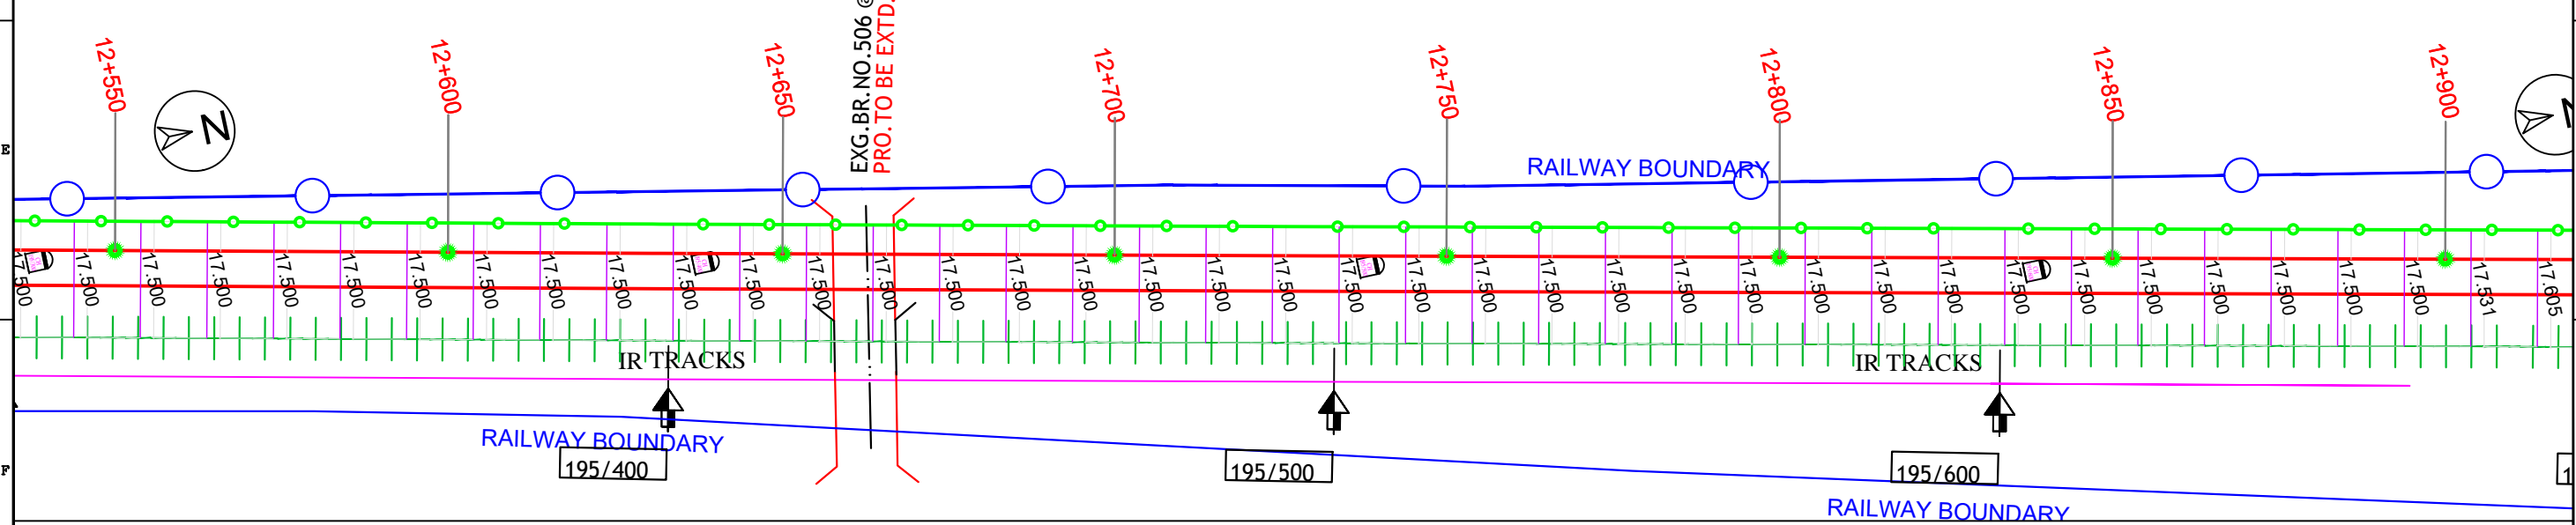 12+550
12+600
12+650
EXG.BR.NO.506 @
PRO.TO BE EXTD.
12+700
12+750
12+800
12+850
12+900
N
E
RAILWAY BOUNDARY
17.500 17.500 17.500 17.500 17.500 17.500 17.500 17.500 17.500 17.500 17.500 17.500 17.500 17.500 17.500 17.500 17.500 17.500 17.500 17.500 17.500 17.500 17.500 17.500 17.500 17.500 17.500 17.500 17.500 17.500 17.500 17.500 17.500 17.500 17.500 17.500 17.500 17.531 17.605
IR TRACKS
IR TRACKS
RAILWAY BOUNDARY
F
195/400
195/500
195/600
RAILWAY BOUNDARY